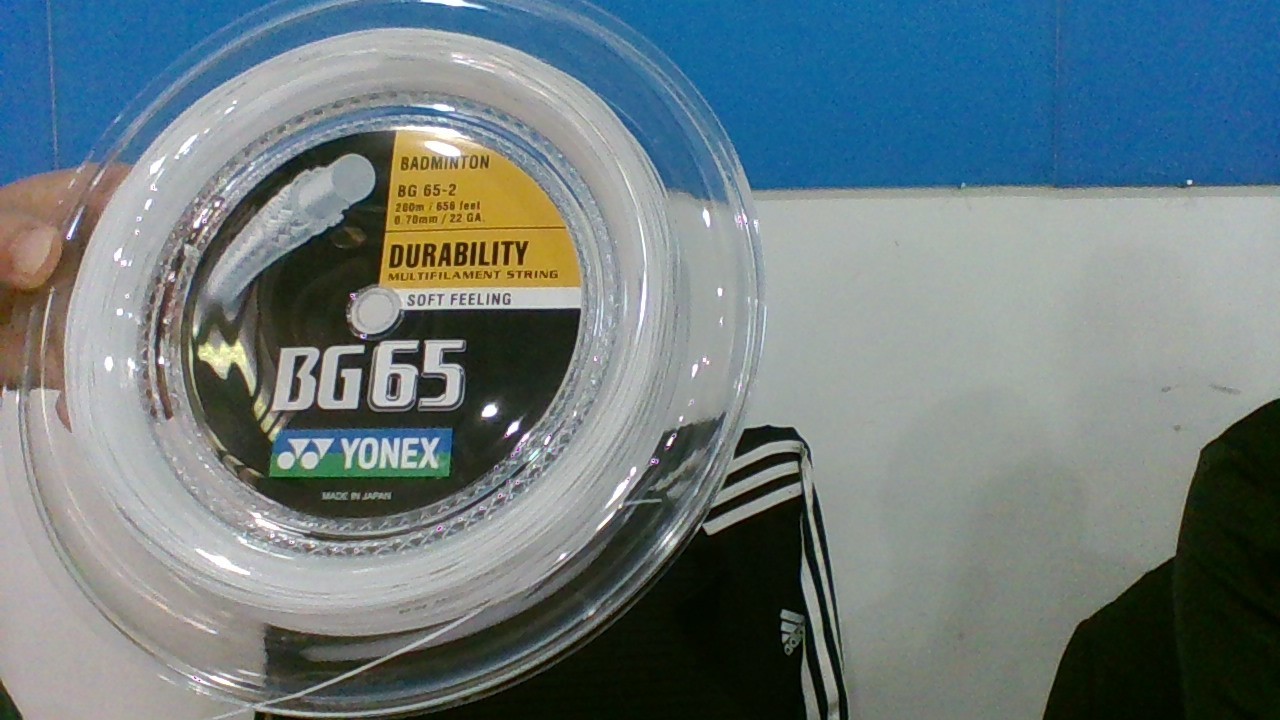 BADMINTON
BG 65-2
200m / 656 feet
0.70mm / 22 GA.
DURABILITY
MULTIFILAMENT STRING
SOFT FEELING
BG65
YONEX
MADE IN JAPAN
adidas